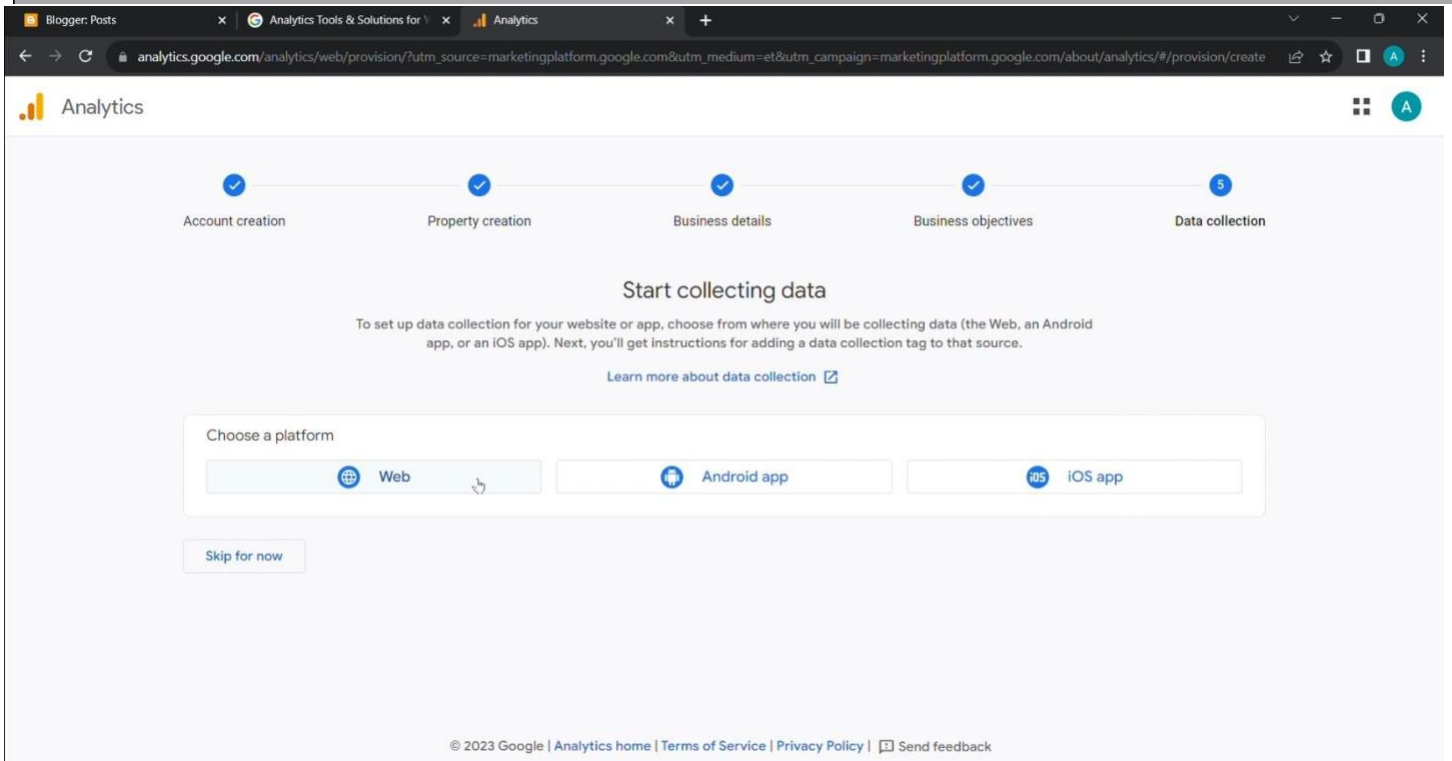 Blogger: Posts
Analytics Tools & Solutions for Y
Analytics
analytics.google.com/analytics/web/provision/?utm_source=marketingplatform.google.com&utm_medium=et&utm_campaign=marketingplatform.google.com/about/analytics/#/provision/create
A
Analytics
A
5
Account creation
Property creation
Business details
Business objectives
Data collection
Start collecting data
To set up data collection for your website or app, choose from where you will be collecting data (the Web, an Android
app, or an iOS app). Next, you'll get instructions for adding a data collection tag to that source.
Learn more about data collection
Choose a platform
Web
Android app
iOS iOS app
Skip for now
© 2023 Google | Analytics home | Terms of Service | Privacy Policy | Send feedback